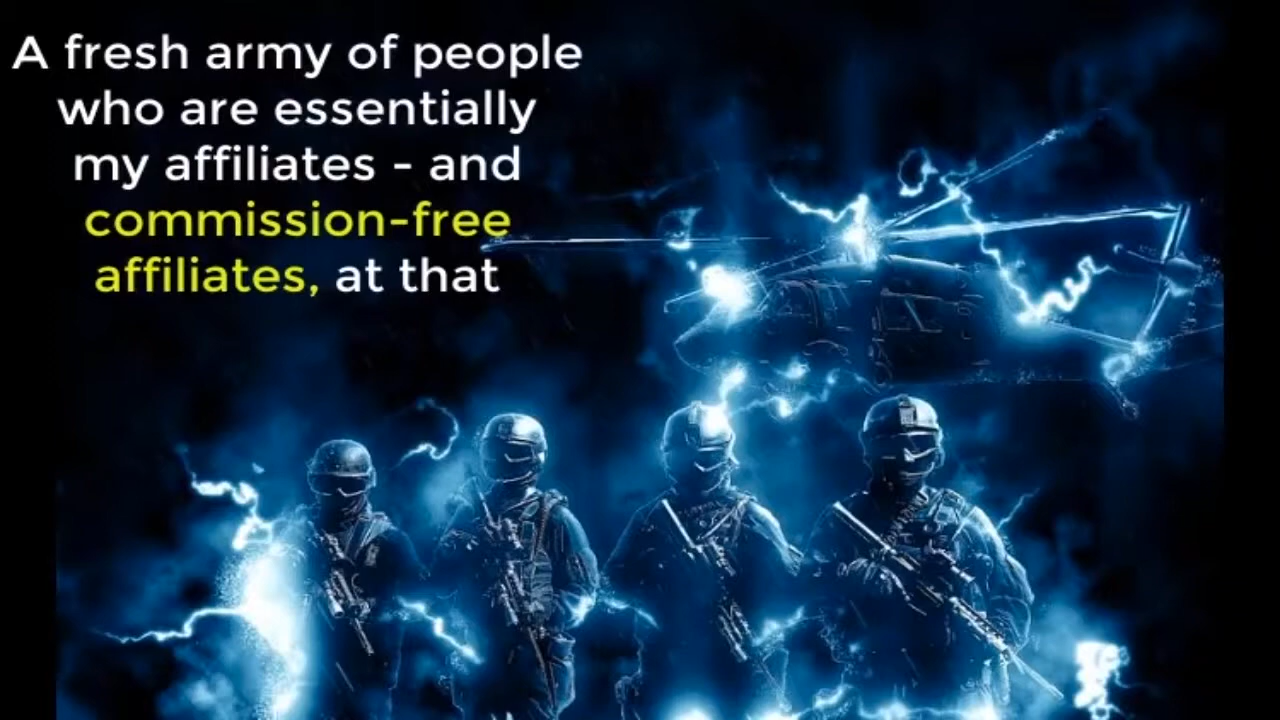 A fresh army of people
who are essentially
my affiliates - and
commission-free
affiliates, at that